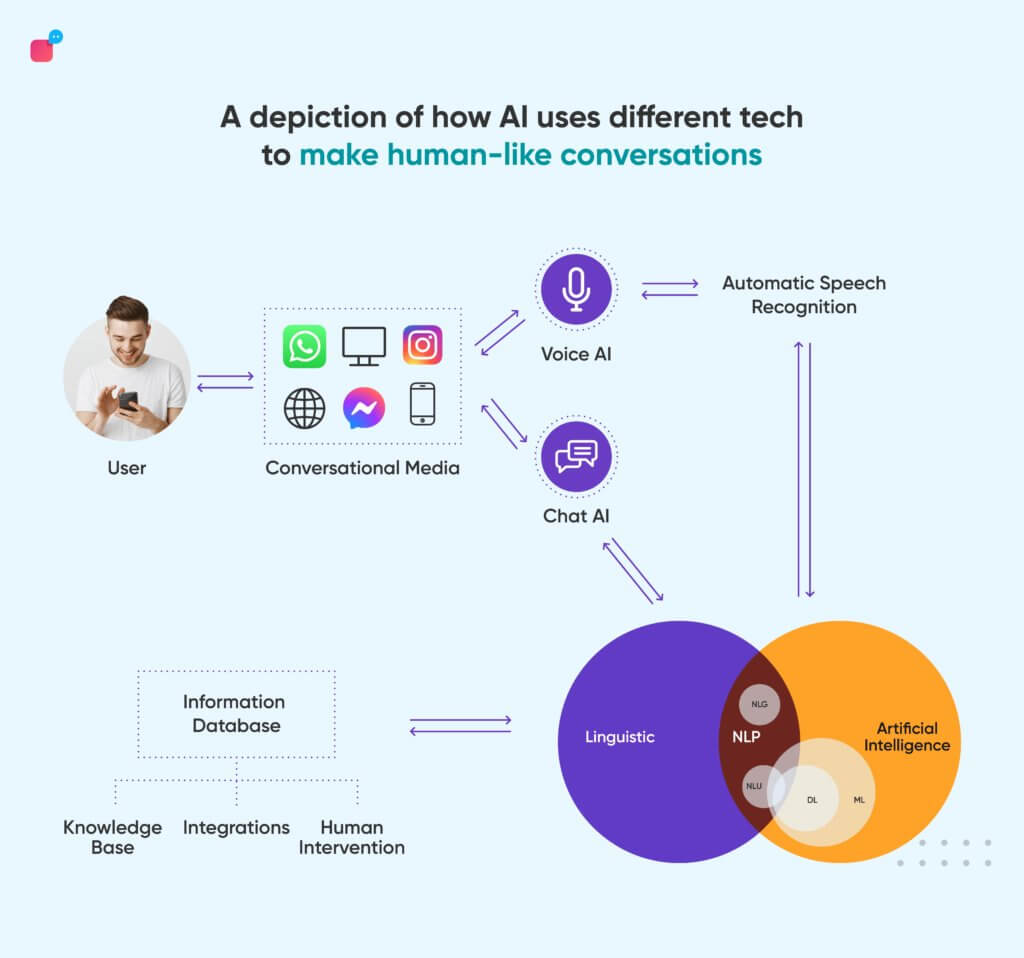 A depiction of how AI uses different tech
to make human-like conversations
User
Conversational Media
Voice AI
Chat AI
Automatic Speech
Recognition
Information
Database
Knowledge
Base
Integrations
Human
Intervention
Linguistic
NLP
NLG
NLU
DL
ML
Artificial
Intelligence